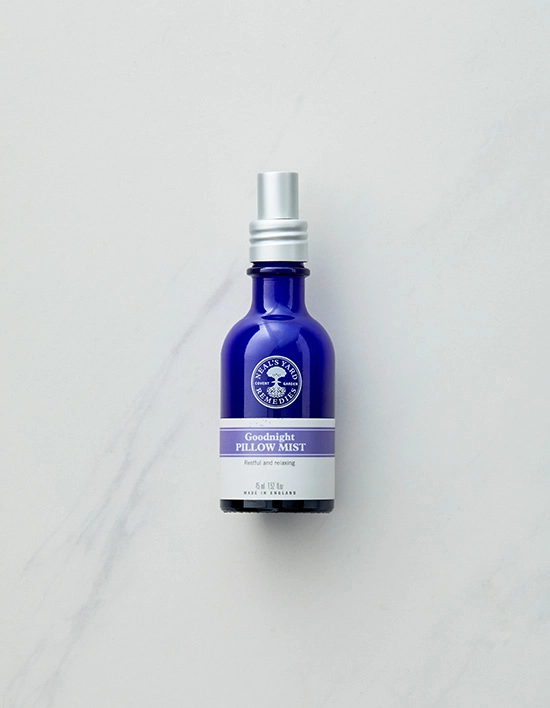 NEAL'S YARD
COVENT GARDEN
REMEDIES
Goodnight
PILLOW MIST
Restful and relaxing
45 ml 1.52 fl oz
MADE IN ENGLAND